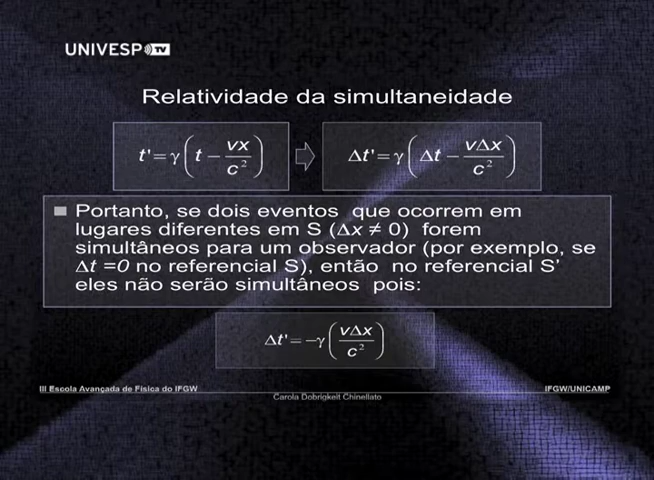 UNIVESP TV
Relatividade da simultaneidade
t' = γ ( t − vx / c² ) ⇨ Δt' = γ ( Δt − vΔx / c² )
■ Portanto, se dois eventos que ocorrem em
lugares diferentes em S (Δx ≠ 0) forem
simultâneos para um observador (por exemplo, se
Δt =0 no referencial S), então no referencial S'
eles não serão simultâneos pois:
Δt' = −γ ( vΔx / c² )
III Escola Avançada de Física do IFGW
Carola Dobrigkeit Chinellato
IFGW/UNICAMP